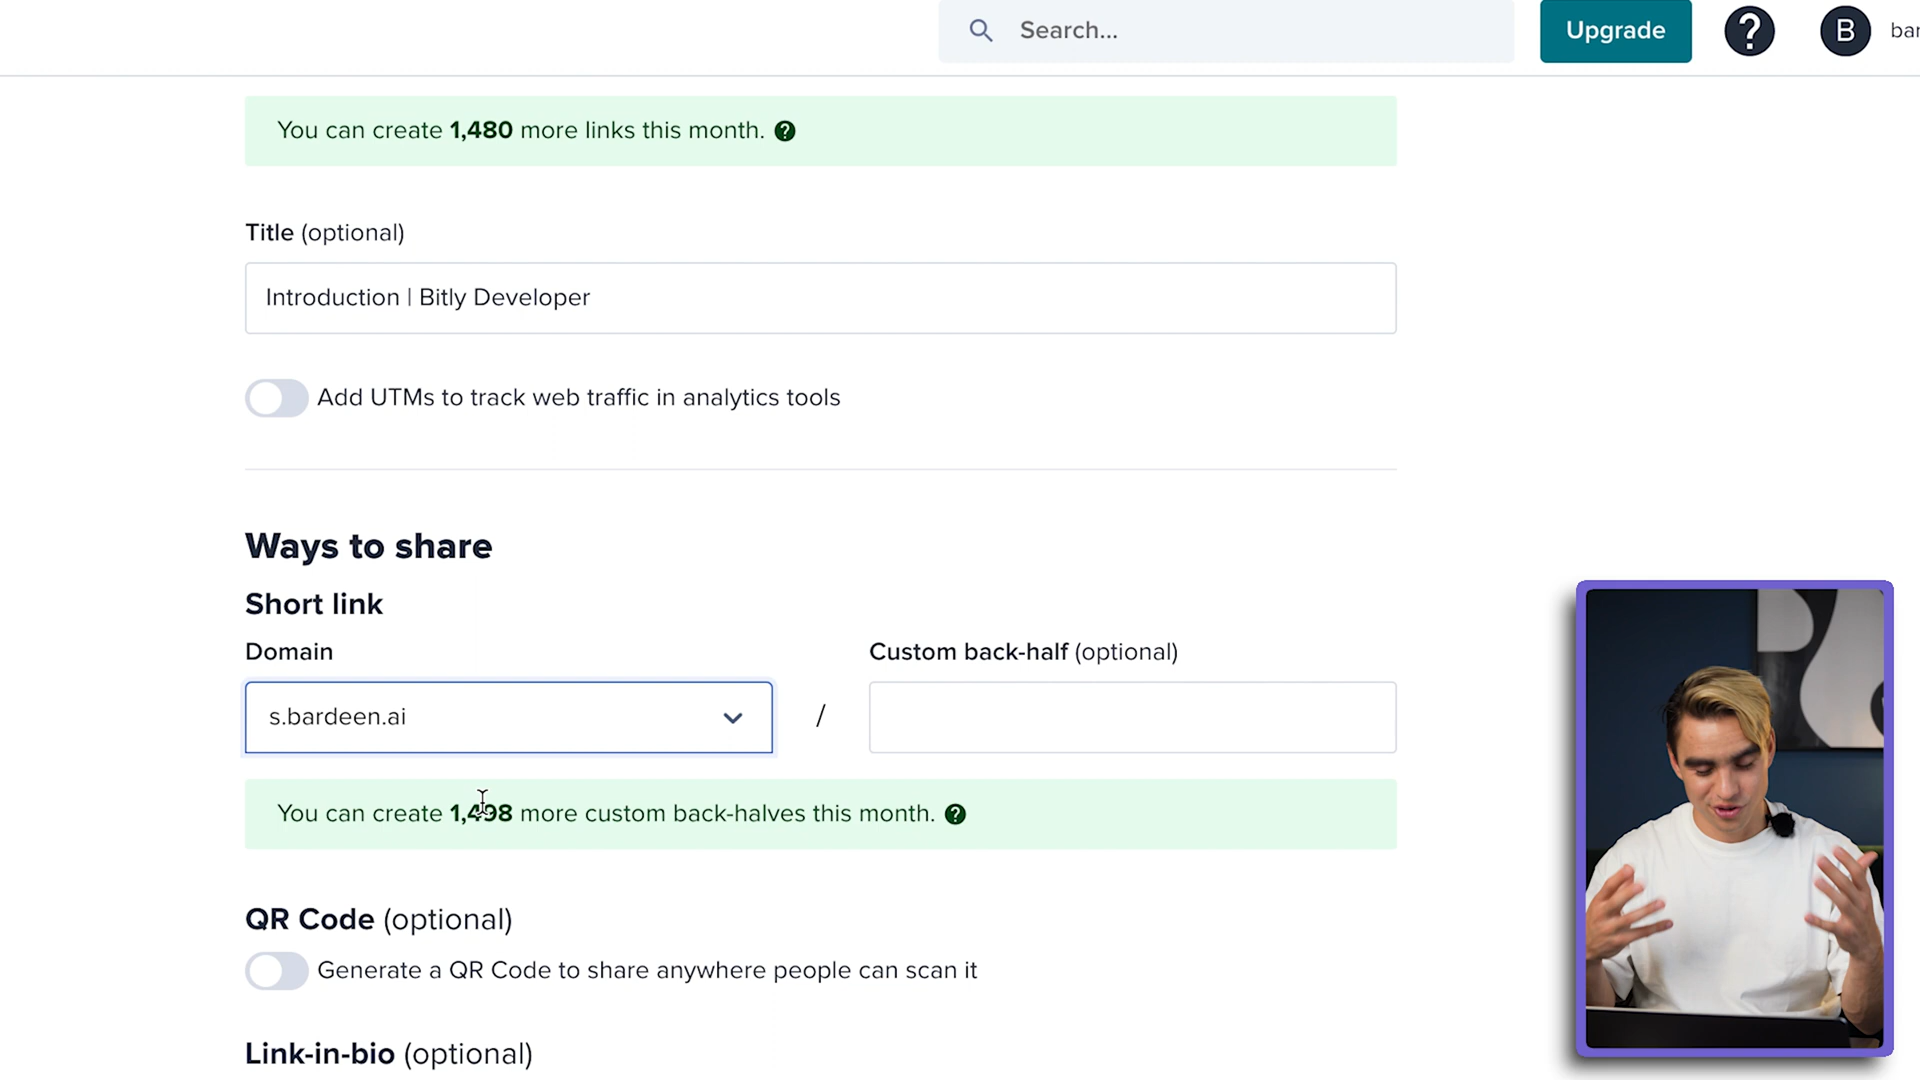 Search...
Upgrade
?
B
bar
You can create 1,480 more links this month. ?
Title (optional)
Introduction | Bitly Developer
Add UTMs to track web traffic in analytics tools
Ways to share
Short link
Domain
Custom back-half (optional)
s.bardeen.ai
/
You can create 1,498 more custom back-halves this month. ?
QR Code (optional)
Generate a QR Code to share anywhere people can scan it
Link-in-bio (optional)